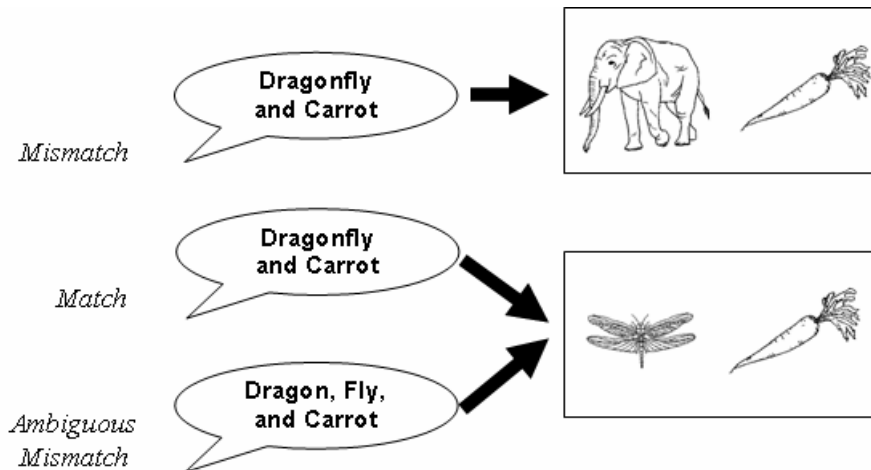 Dragonfly
and Carrot
Mismatch
Dragonfly
and Carrot
Match
Dragon, Fly,
and Carrot
Ambiguous
Mismatch